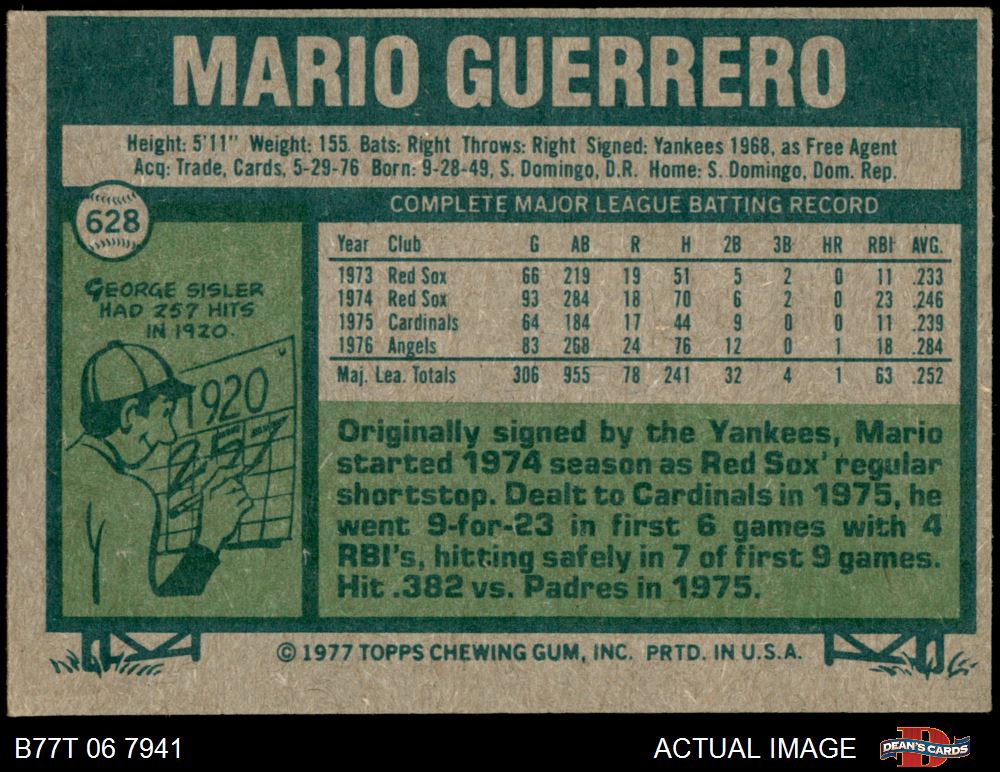 MARIO GUERRERO
Height: 5'11" Weight: 155 Bats: Right Throws: Right Signed: Yankees 1968, as Free Agent
Acq: Trade, Cards, 5-29-76 Born: 9-28-49, S. Domingo, D.R. Home: S. Domingo, Dom. Rep.
628
GEORGE SISLER
HAD 257 HITS
IN 1920.
1920
257
COMPLETE MAJOR LEAGUE BATTING RECORD
Year Club G AB R H 2B 3B HR RBI AVG.
1973 Red Sox 66 219 19 51 5 2 0 11 .233
1974 Red Sox 93 284 18 70 6 2 0 23 .246
1975 Cardinals 64 184 17 44 9 0 0 11 .239
1976 Angels 83 268 24 76 12 0 1 18 .284
Maj. Lea. Totals 306 955 78 241 32 4 1 63 .252
Originally signed by the Yankees, Mario
started 1974 season as Red Sox' regular
shortstop. Dealt to Cardinals in 1975, he
went 9-for-23 in first 6 games with 4
RBI's, hitting safely in 7 of first 9 games.
Hit .382 vs. Padres in 1975.
© 1977 TOPPS CHEWING GUM, INC. PRTD. IN U.S.A.
B77T 06 7941
ACTUAL IMAGE
D
DEAN'S CARDS